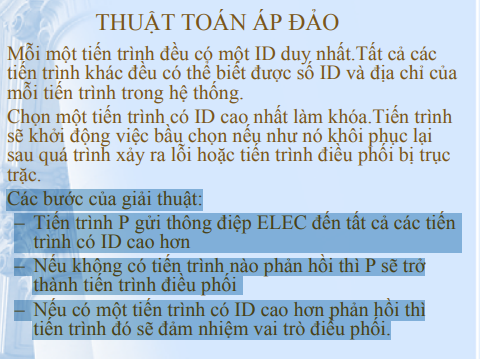 THUẬT TOÁN ÁP ĐẢO
Mỗi một tiến trình đều có một ID duy nhất.Tất cả các
tiến trình khác đều có thể biết được số ID và địa chỉ của
mỗi tiến trình trong hệ thống.
Chọn một tiến trình có ID cao nhất làm khóa.Tiến trình
sẽ khởi động việc bầu chọn nếu như nó khôi phục lại
sau quá trình xảy ra lỗi hoặc tiến trình điều phối bị trục
trặc.
Các bước của giải thuật:
– Tiến trình P gửi thông điệp ELEC đến tất cả các tiến
trình có ID cao hơn
– Nếu không có tiến trình nào phản hồi thì P sẽ trở
thành tiến trình điều phối
– Nếu có một tiến trình có ID cao hơn phản hồi thì
tiến trình đó sẽ đảm nhiệm vai trò điều phối.